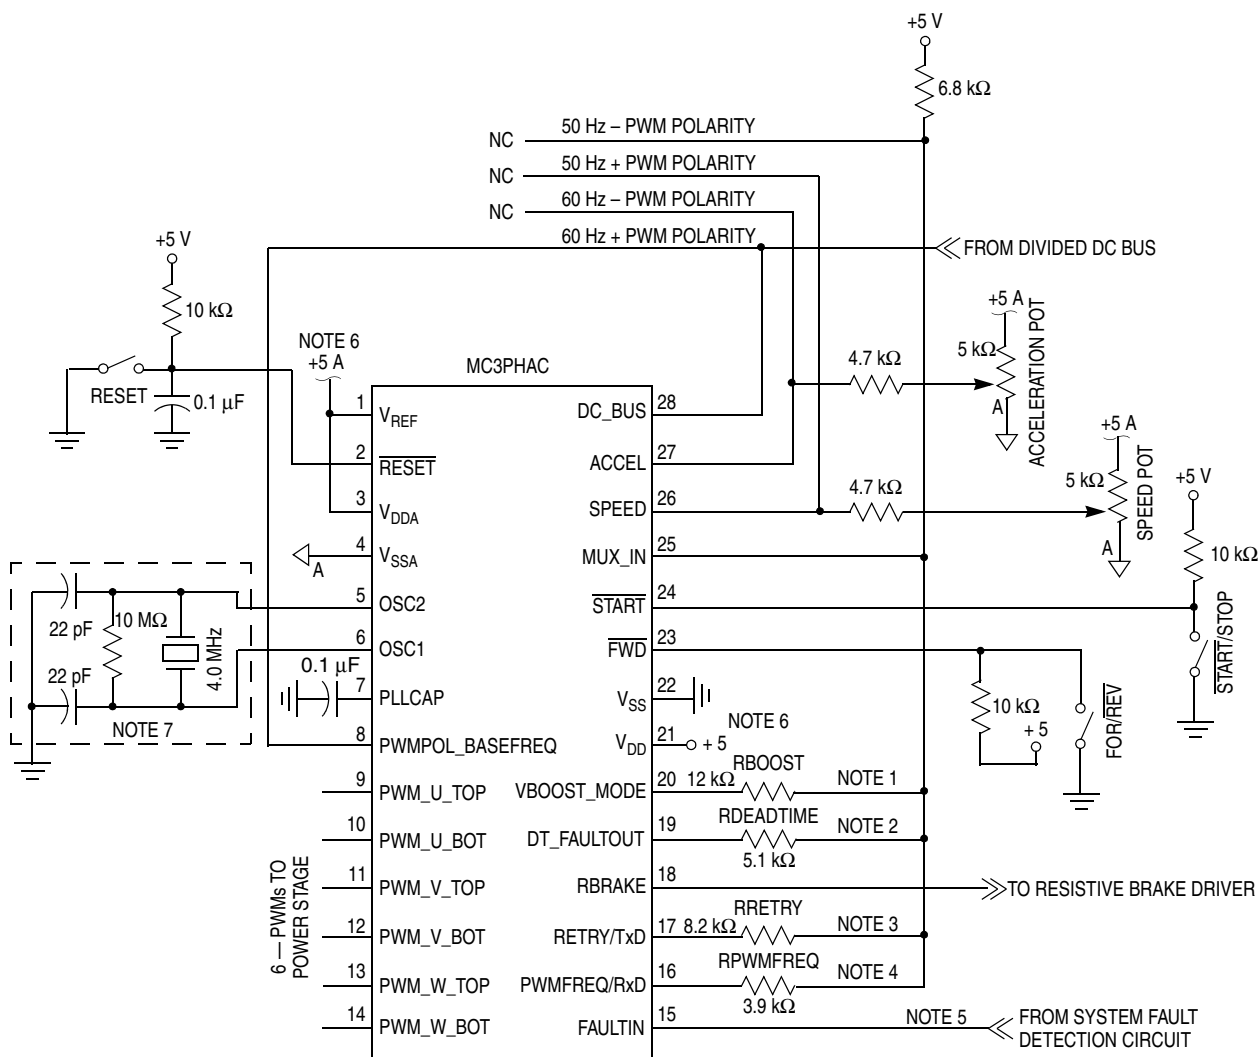 +5 V
6.8 kΩ
NC 50 Hz – PWM POLARITY
NC 50 Hz + PWM POLARITY
NC 60 Hz – PWM POLARITY
60 Hz + PWM POLARITY
FROM DIVIDED DC BUS
+5 V
10 kΩ
RESET
0.1 µF
NOTE 6
+5 A
MC3PHAC
1 VREF
2 RESET
3 VDDA
4 VSSA
A
5 OSC2
6 OSC1
7 PLLCAP
8 PWMPOL_BASEFREQ
9 PWM_U_TOP
10 PWM_U_BOT
11 PWM_V_TOP
12 PWM_V_BOT
13 PWM_W_TOP
14 PWM_W_BOT
22 pF
10 MΩ
4.0 MHz
22 pF
NOTE 7
0.1 µF
6 — PWMs TO
POWER STAGE
DC_BUS 28
ACCEL 27
SPEED 26
MUX_IN 25
START 24
FWD 23
VSS 22
VDD 21
+ 5
NOTE 6
VBOOST_MODE 20 12 kΩ
RBOOST
NOTE 1
DT_FAULTOUT 19
RDEADTIME
5.1 kΩ
NOTE 2
RBRAKE 18
TO RESISTIVE BRAKE DRIVER
RETRY/TxD 17 8.2 kΩ
RRETRY
NOTE 3
PWMFREQ/RxD 16
RPWMFREQ
3.9 kΩ
NOTE 4
FAULTIN 15
NOTE 5
FROM SYSTEM FAULT
DETECTION CIRCUIT
4.7 kΩ
+5 A
5 kΩ
A
ACCELERATION POT
4.7 kΩ
+5 A
5 kΩ
A
SPEED POT
+5 V
10 kΩ
START/STOP
10 kΩ
+ 5
FOR/REV